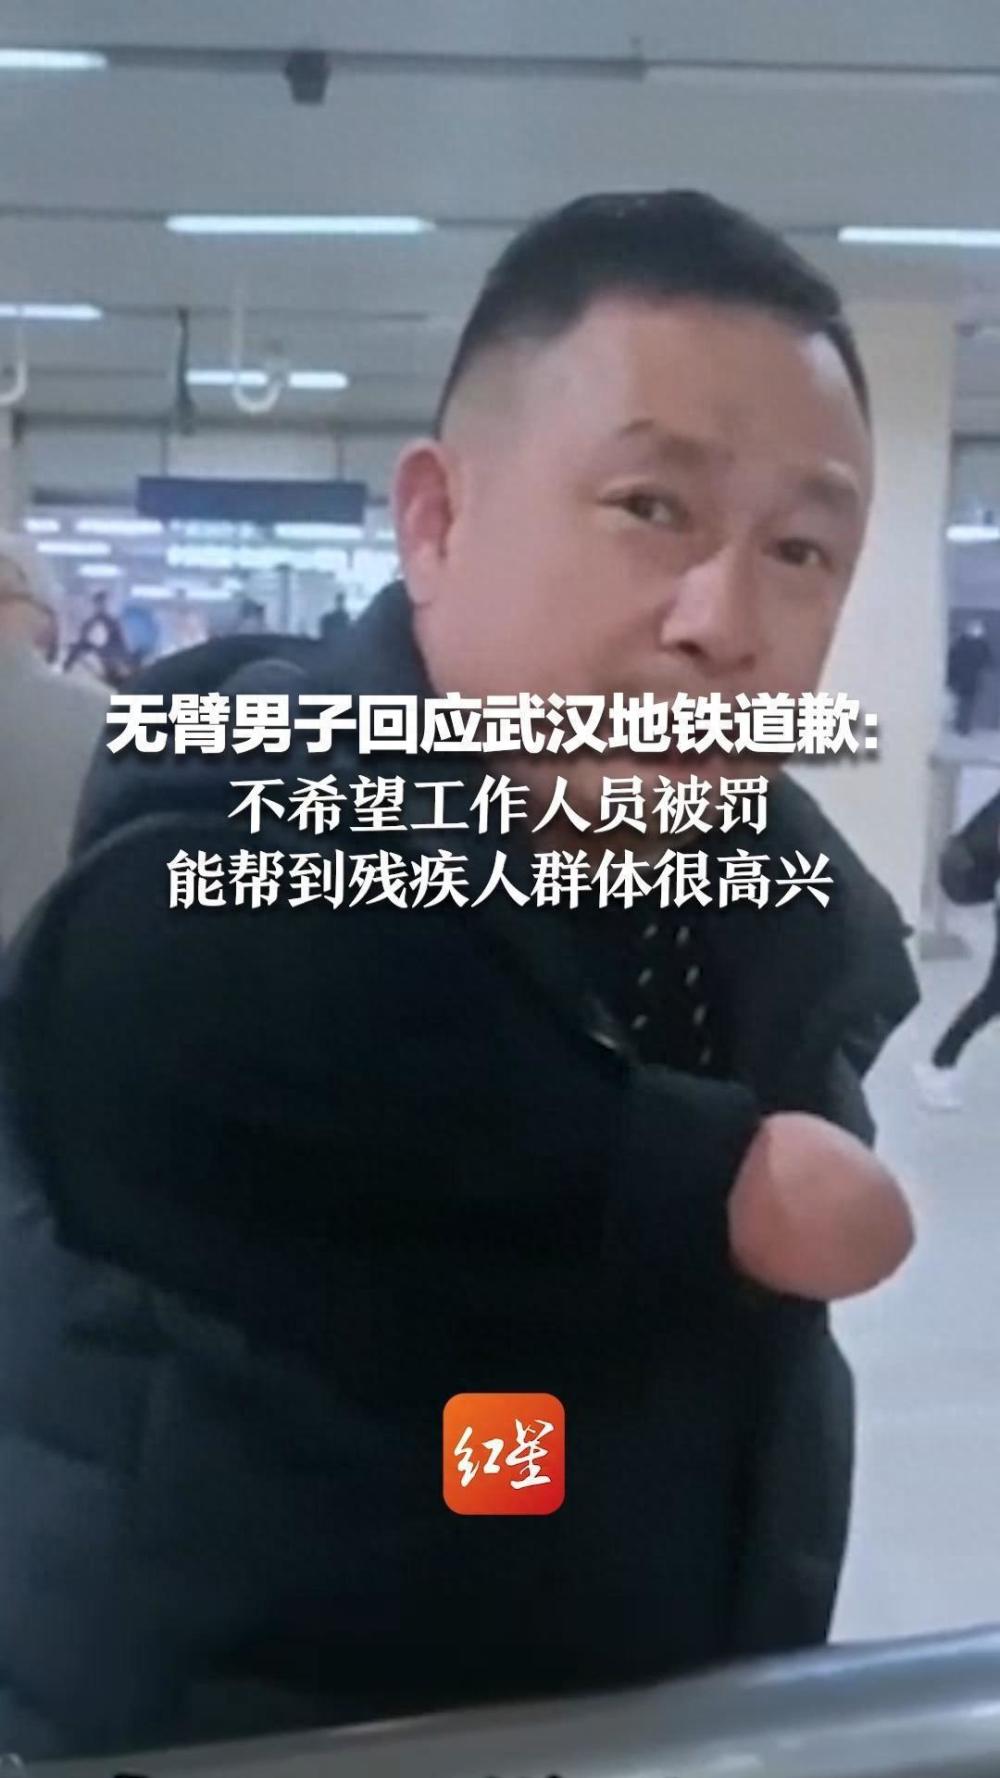 无臂男子回应武汉地铁道歉:
不希望工作人员被罚
能帮到残疾人群体很高兴
红星